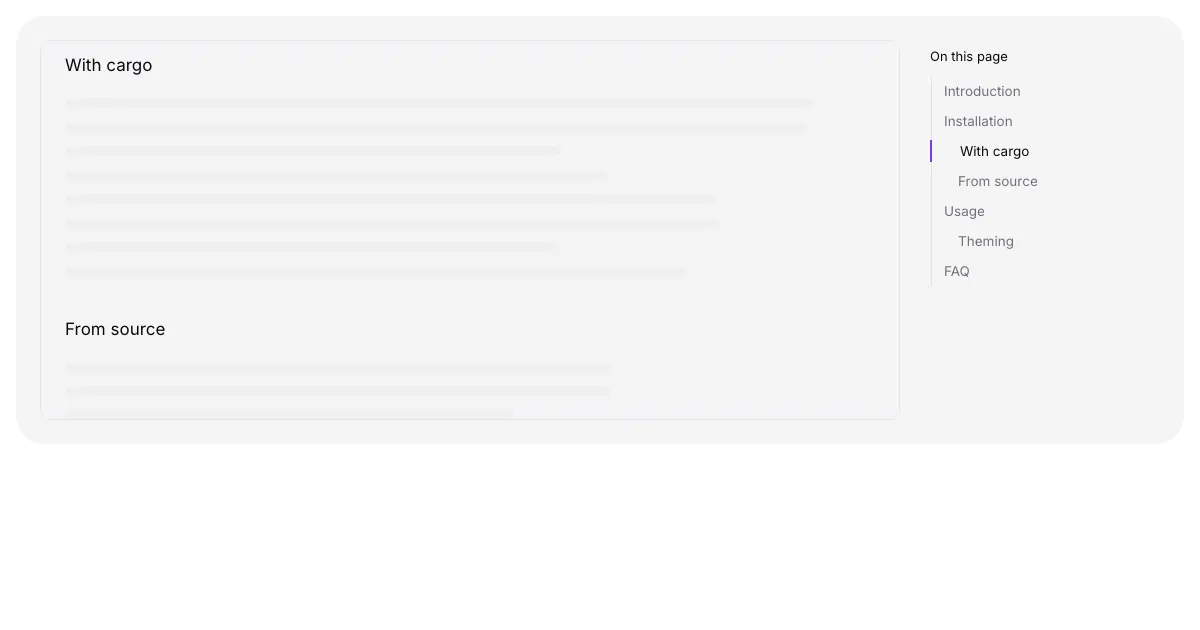 With cargo
From source
On this page
Introduction
Installation
With cargo
From source
Usage
Theming
FAQ